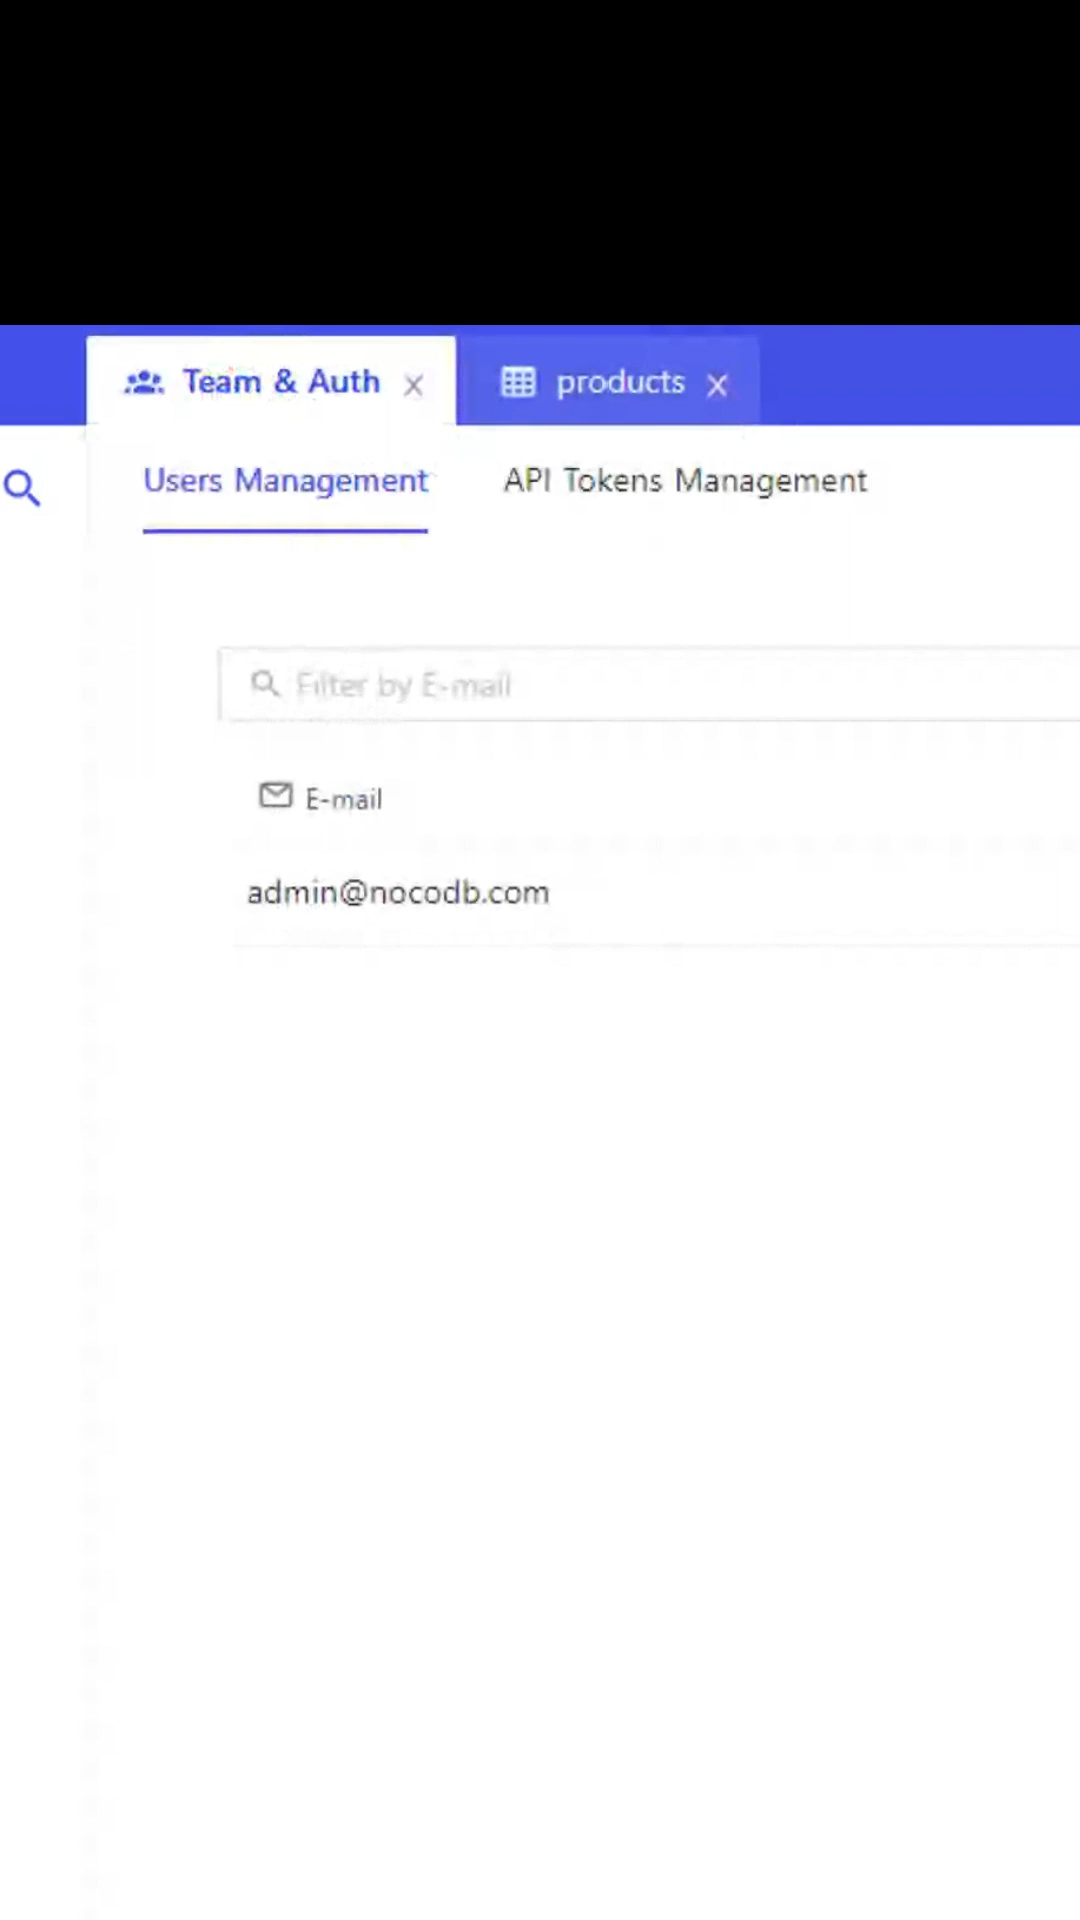 Team & Auth products
Users Management API Tokens Management
Filter by E-mail
E-mail
admin@nocodb.com